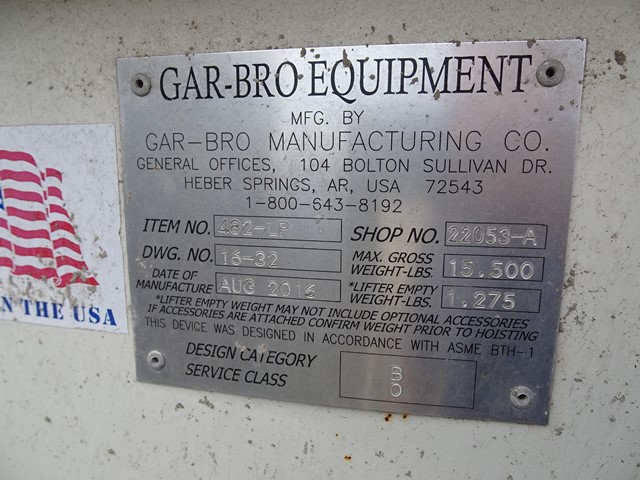 GAR-BRO EQUIPMENT
MFG. BY
GAR-BRO MANUFACTURING CO.
GENERAL OFFICES, 104 BOLTON SULLIVAN DR.
HEBER SPRINGS, AR, USA 72543
1-800-643-8192
ITEM NO. 482-LP SHOP NO. 22053-A
DWG. NO. 16-32 MAX. GROSS WEIGHT-LBS. 15,500
DATE OF MANUFACTURE AUG 2016 *LIFTER EMPTY WEIGHT-LBS. 1,275
*LIFTER EMPTY WEIGHT MAY NOT INCLUDE OPTIONAL ACCESSORIES
IF ACCESSORIES ARE ATTACHED CONFIRM WEIGHT PRIOR TO HOISTING
THIS DEVICE WAS DESIGNED IN ACCORDANCE WITH ASME BTH-1
DESIGN CATEGORY B
SERVICE CLASS 0
N THE USA